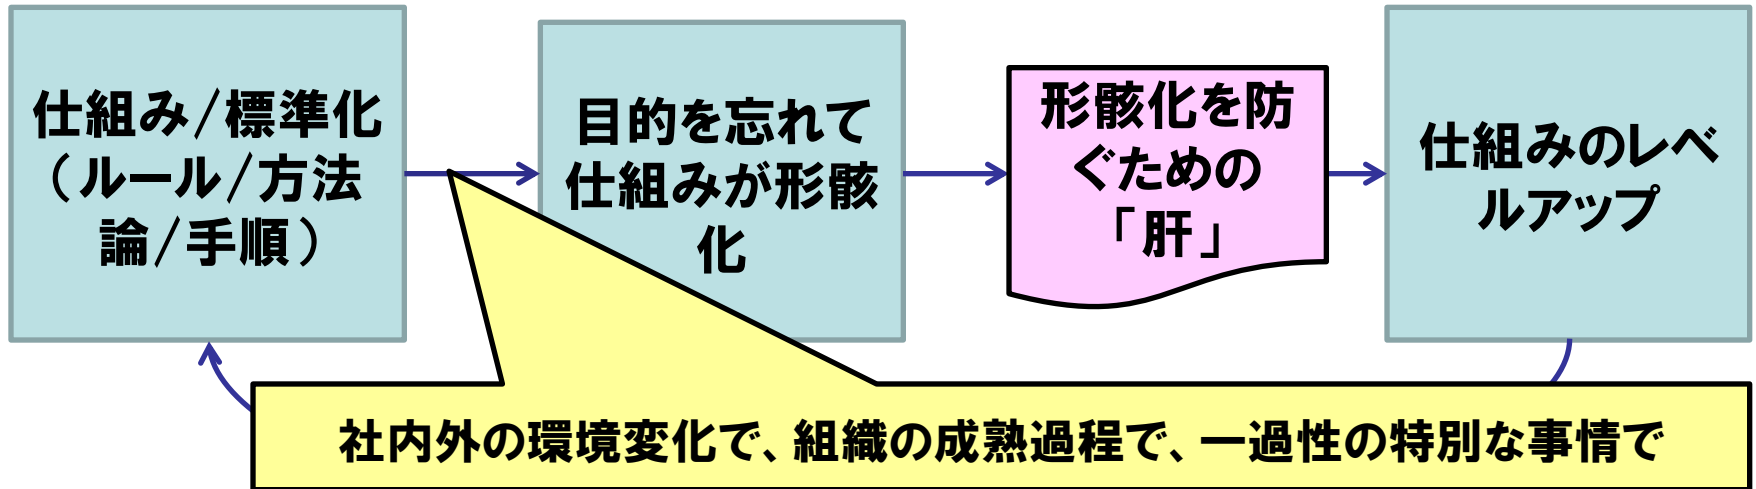 仕組み/標準化
（ルール/方法
論/手順）
目的を忘れて
仕組みが形骸
化
形骸化を防
ぐための
「肝」
仕組みのレベ
ルアップ
社内外の環境変化で、組織の成熟過程で、一過性の特別な事情で